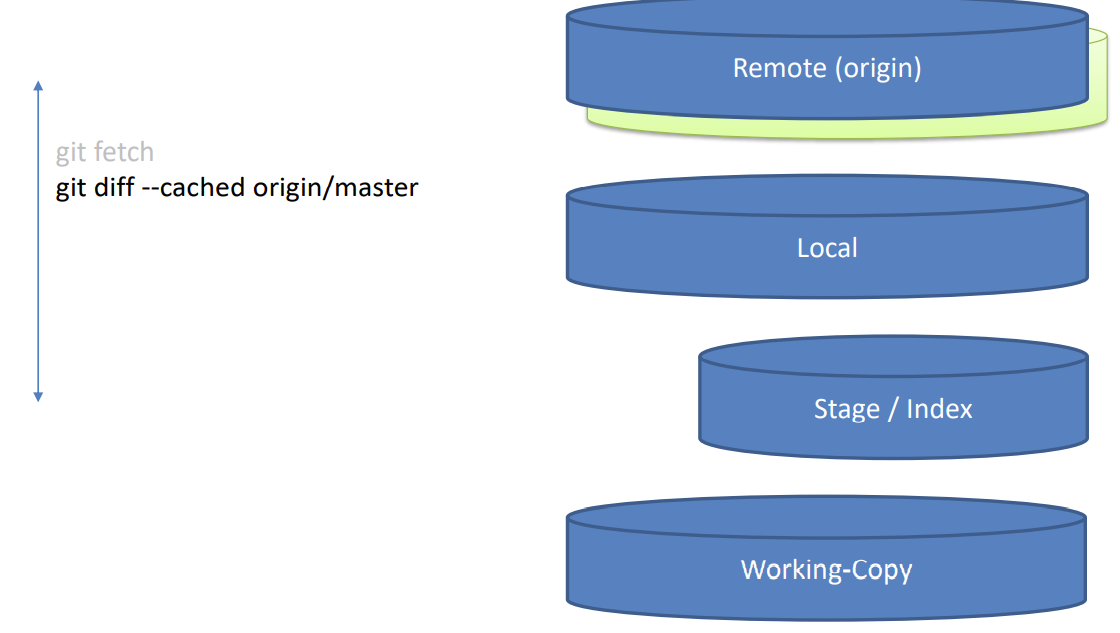 Remote (origin)
git fetch
git diff --cached origin/master
Local
Stage / Index
Working-Copy